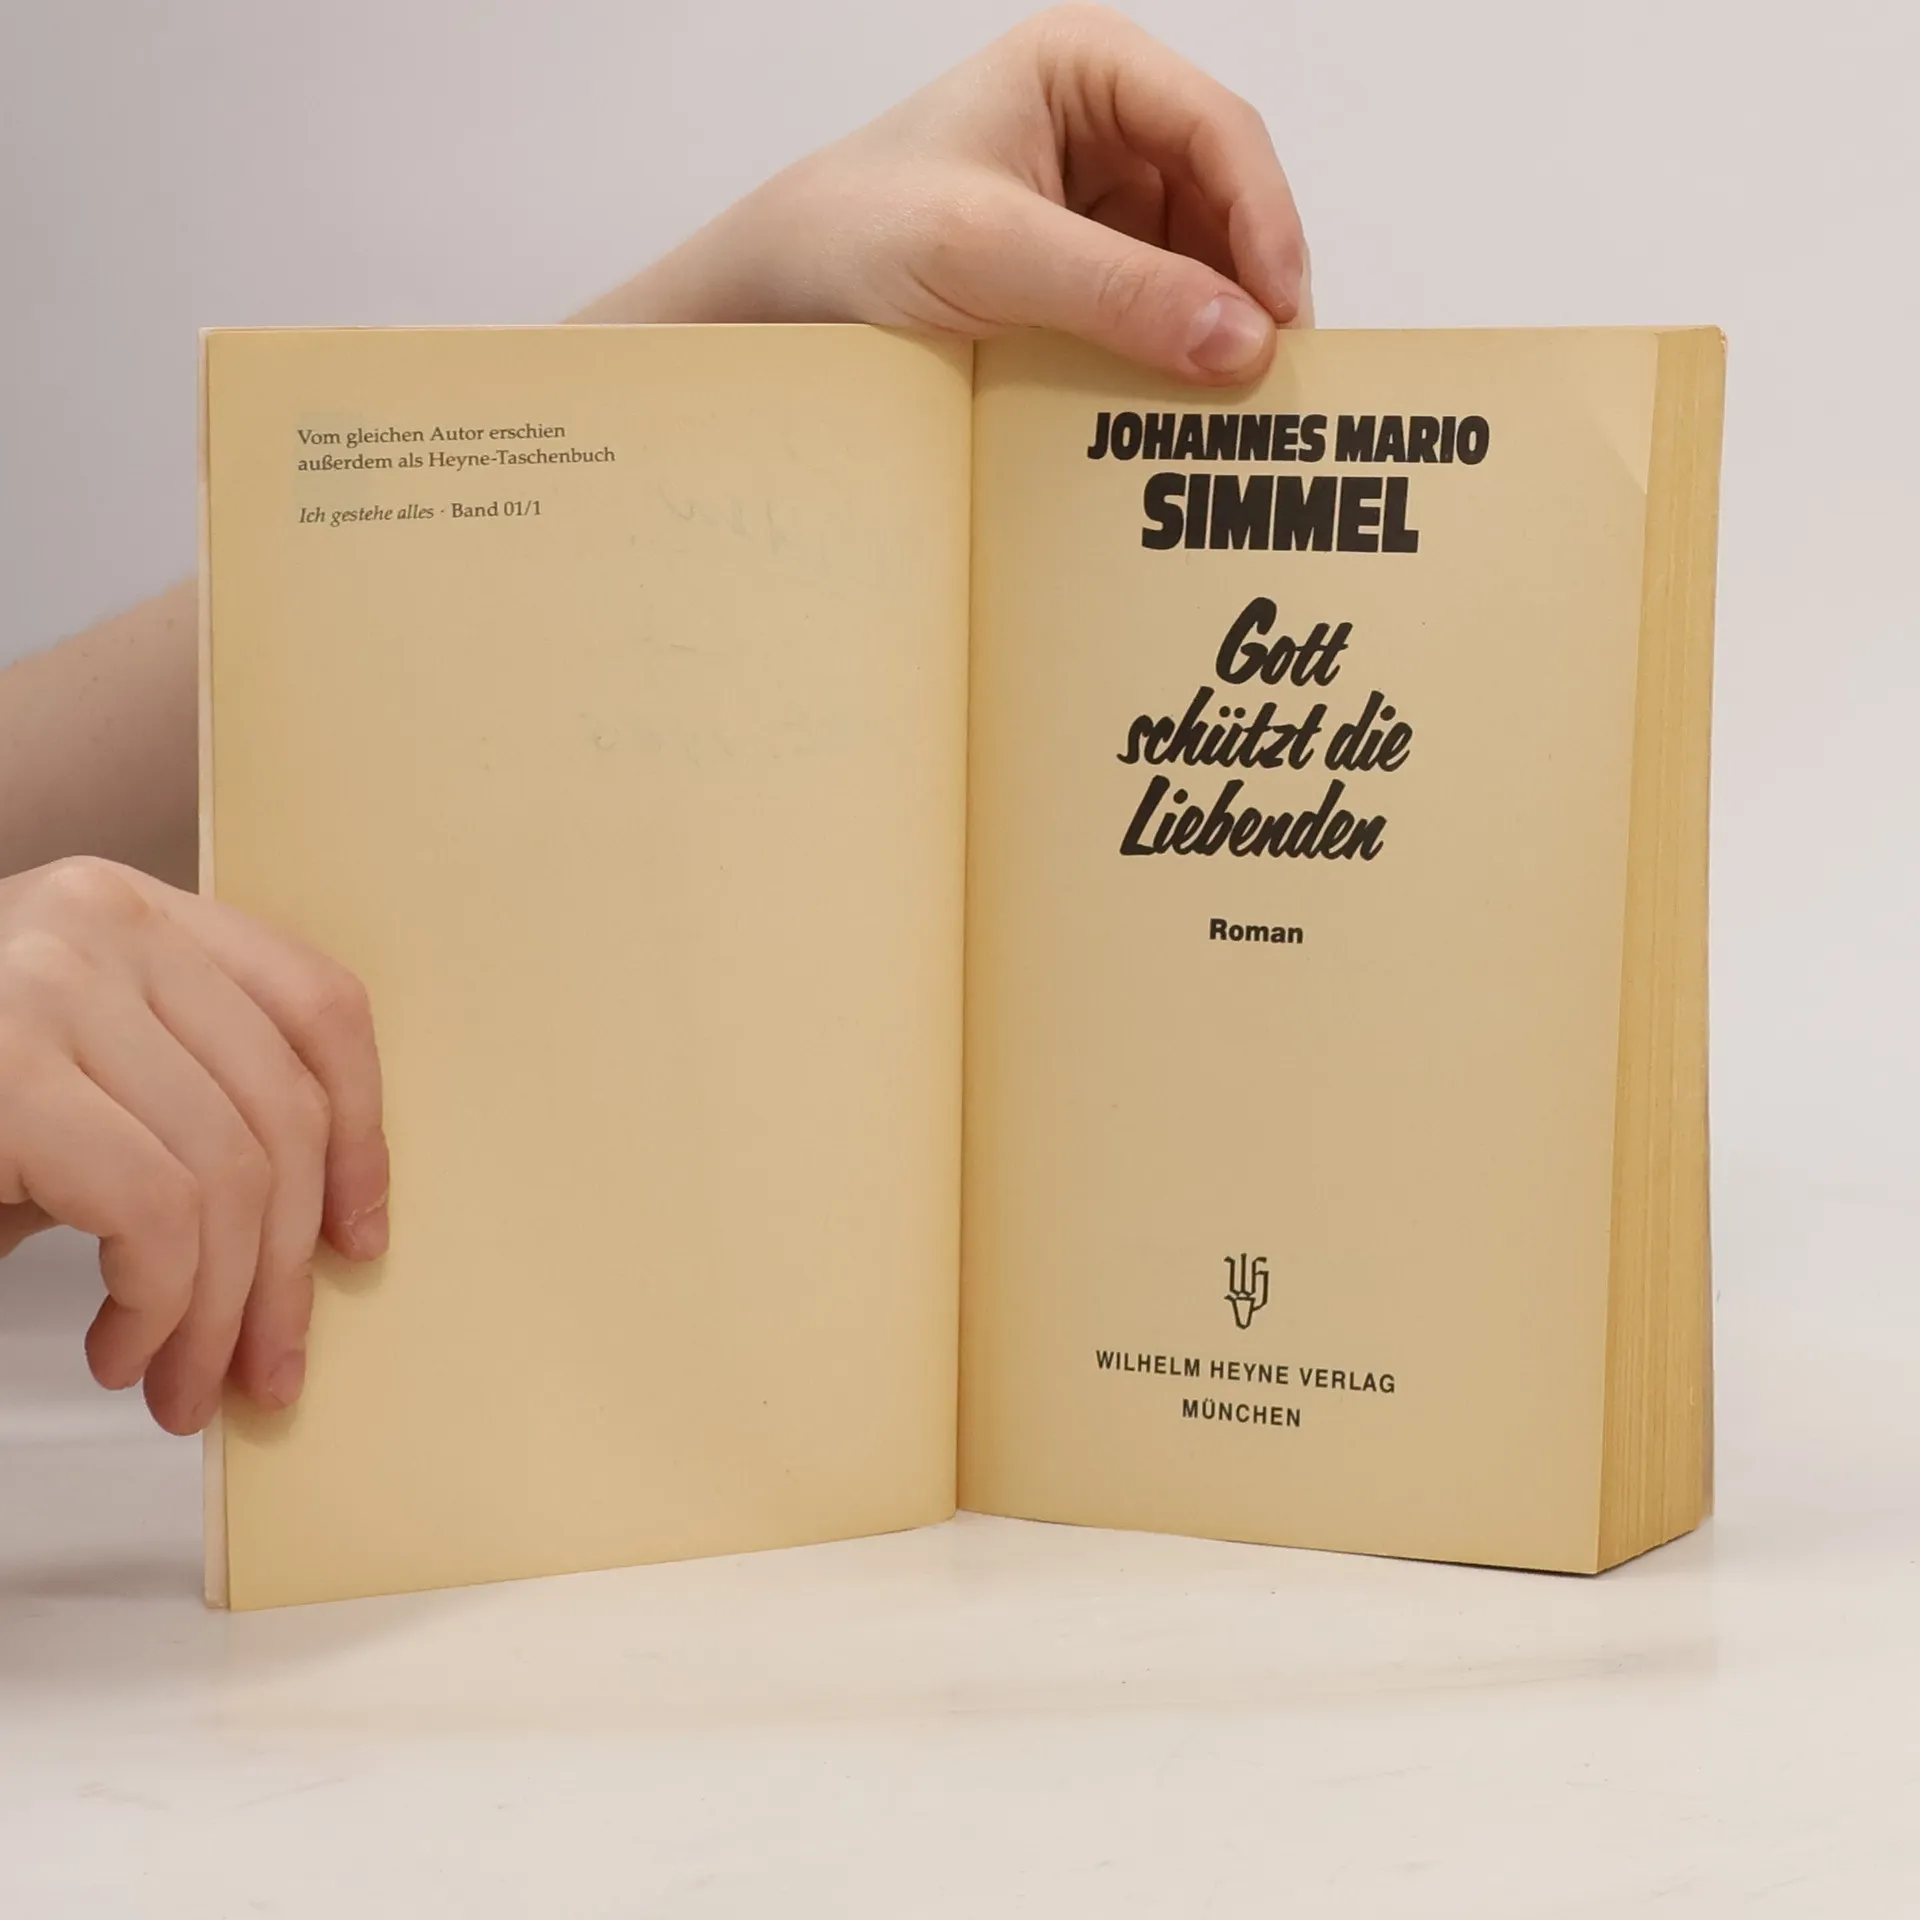 Vom gleichen Autor erschien
außerdem als Heyne-Taschenbuch
Ich gestehe alles · Band 01/1
JOHANNES MARIO
SIMMEL
Gott
schützt die
Liebenden
Roman
WILHELM HEYNE VERLAG
MÜNCHEN